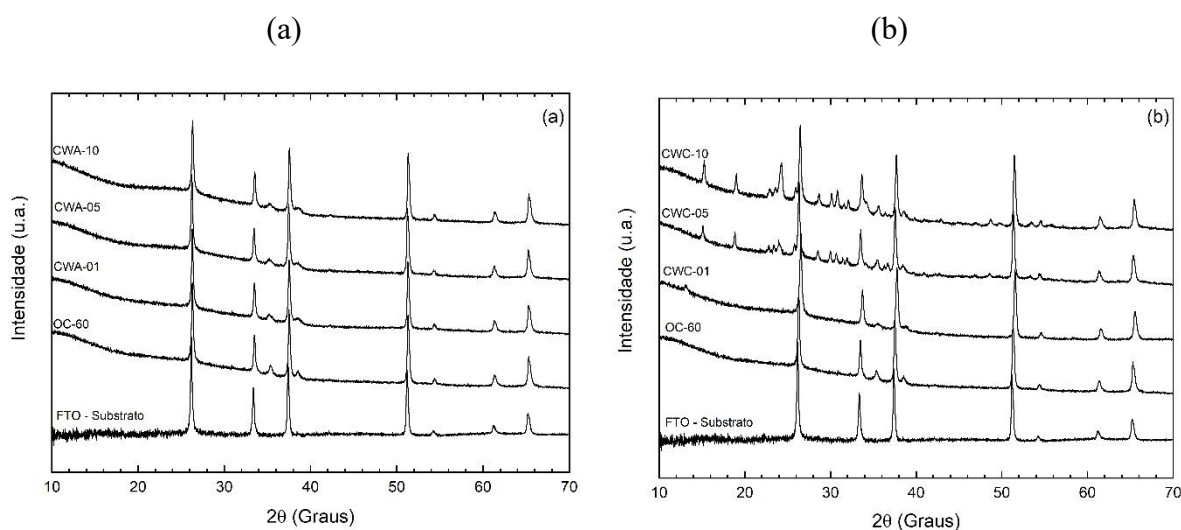 (a)
(b)
(a)
CWA-10
CWA-05
CWA-01
OC-60
FTO - Substrato
Intensidade (u.a.)
10 20 30 40 50 60 70
2θ (Graus)
(b)
CWC-10
CWC-05
CWC-01
OC-60
FTO - Substrato
Intensidade (u.a.)
10 20 30 40 50 60 70
2θ (Graus)